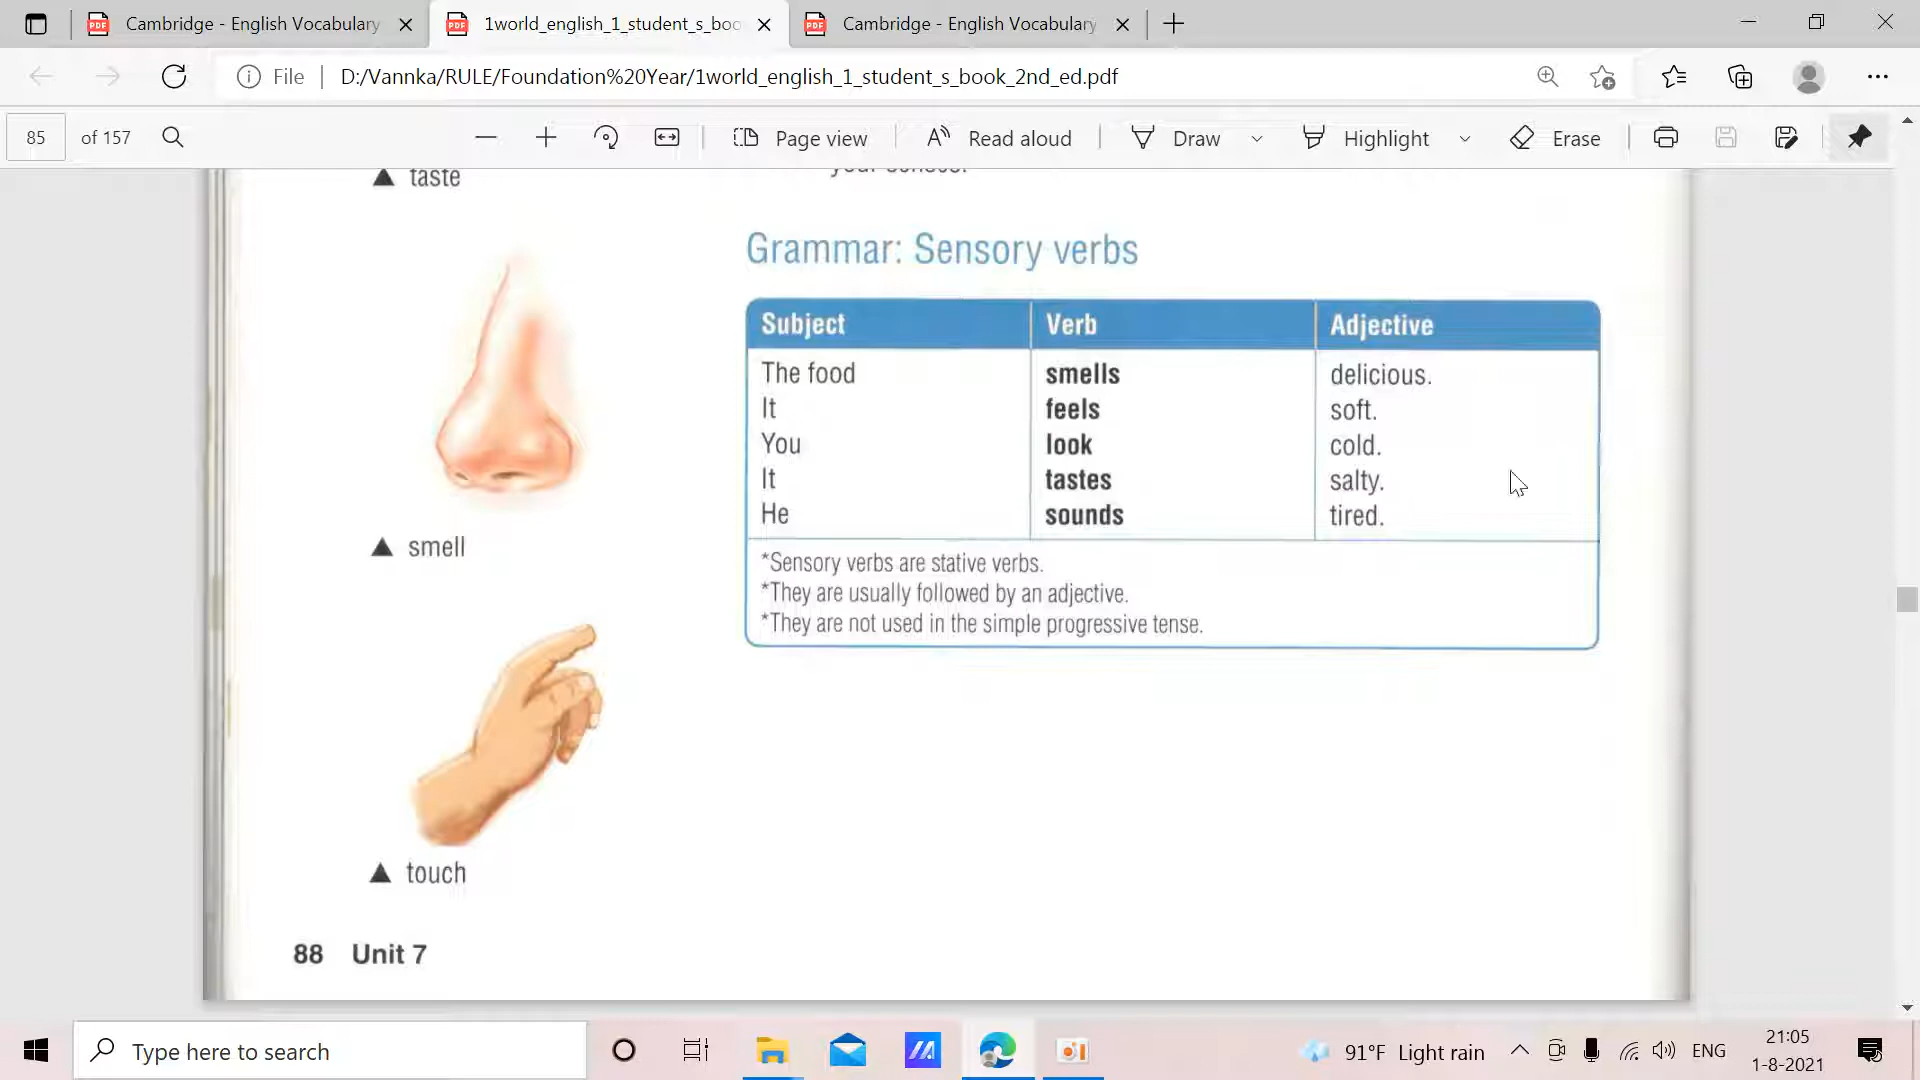 Cambridge - English Vocabulary
1world_english_1_student_s_boo
Cambridge - English Vocabulary
File
D:/Vannka/RULE/Foundation%20Year/1world_english_1_student_s_book_2nd_ed.pdf
85 of 157
Page view
Read aloud
Draw
Highlight
Erase
▲ taste
Grammar: Sensory verbs
Subject Verb Adjective
The food smells delicious.
It feels soft.
You look cold.
It tastes salty.
He sounds tired.
*Sensory verbs are stative verbs.
*They are usually followed by an adjective.
*They are not used in the simple progressive tense.
▲ smell
▲ touch
88 Unit 7
Type here to search
91°F Light rain
ENG
21:05
1-8-2021